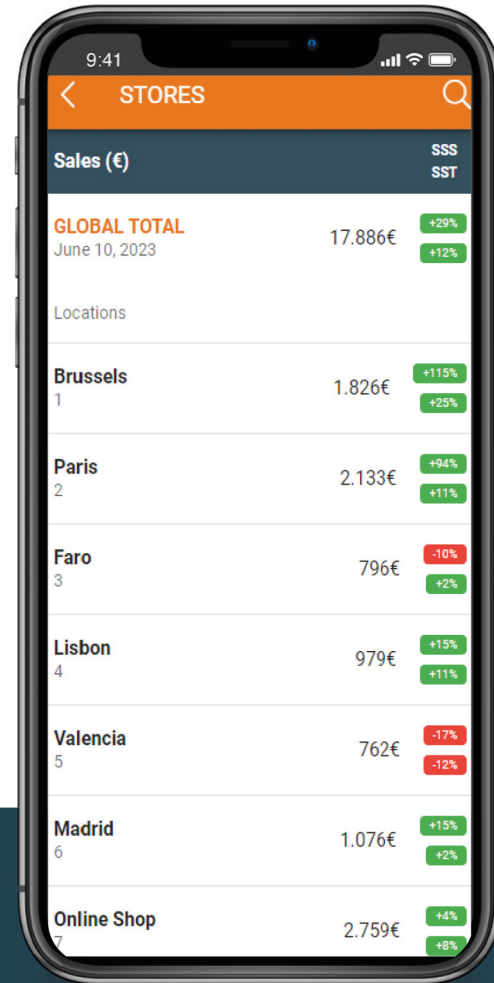 9:41
STORES
Sales (€)
SSS
SST
GLOBAL TOTAL
June 10, 2023
17.886€
+29%
+12%
Locations
Brussels
1
1.826€
+115%
+25%
Paris
2
2.133€
+94%
+11%
Faro
3
796€
-10%
+2%
Lisbon
4
979€
+15%
+11%
Valencia
5
762€
-17%
-12%
Madrid
6
1.076€
+15%
+2%
Online Shop
7
2.759€
+4%
+8%